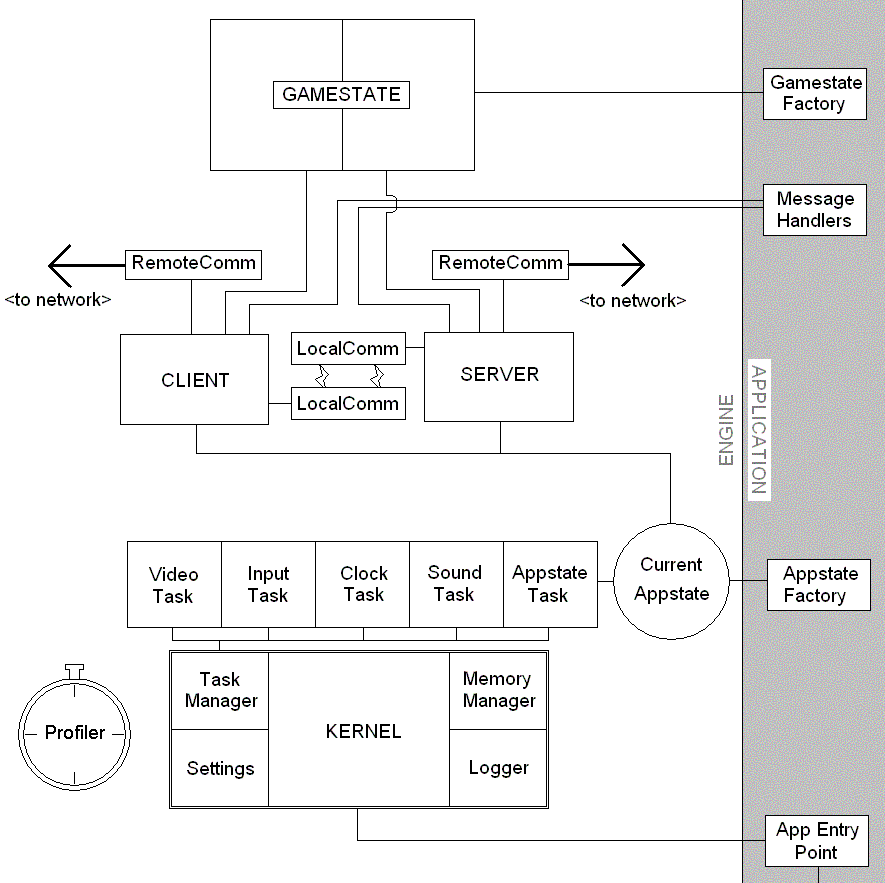 GAMESTATE
Gamestate
Factory
Message
Handlers
RemoteComm
RemoteComm
<to network>
<to network>
LocalComm
LocalComm
CLIENT
SERVER
ENGINE
APPLICATION
Video
Task
Input
Task
Clock
Task
Sound
Task
Appstate
Task
Current
Appstate
Appstate
Factory
Task
Manager
Memory
Manager
KERNEL
Settings
Logger
Profiler
App Entry
Point